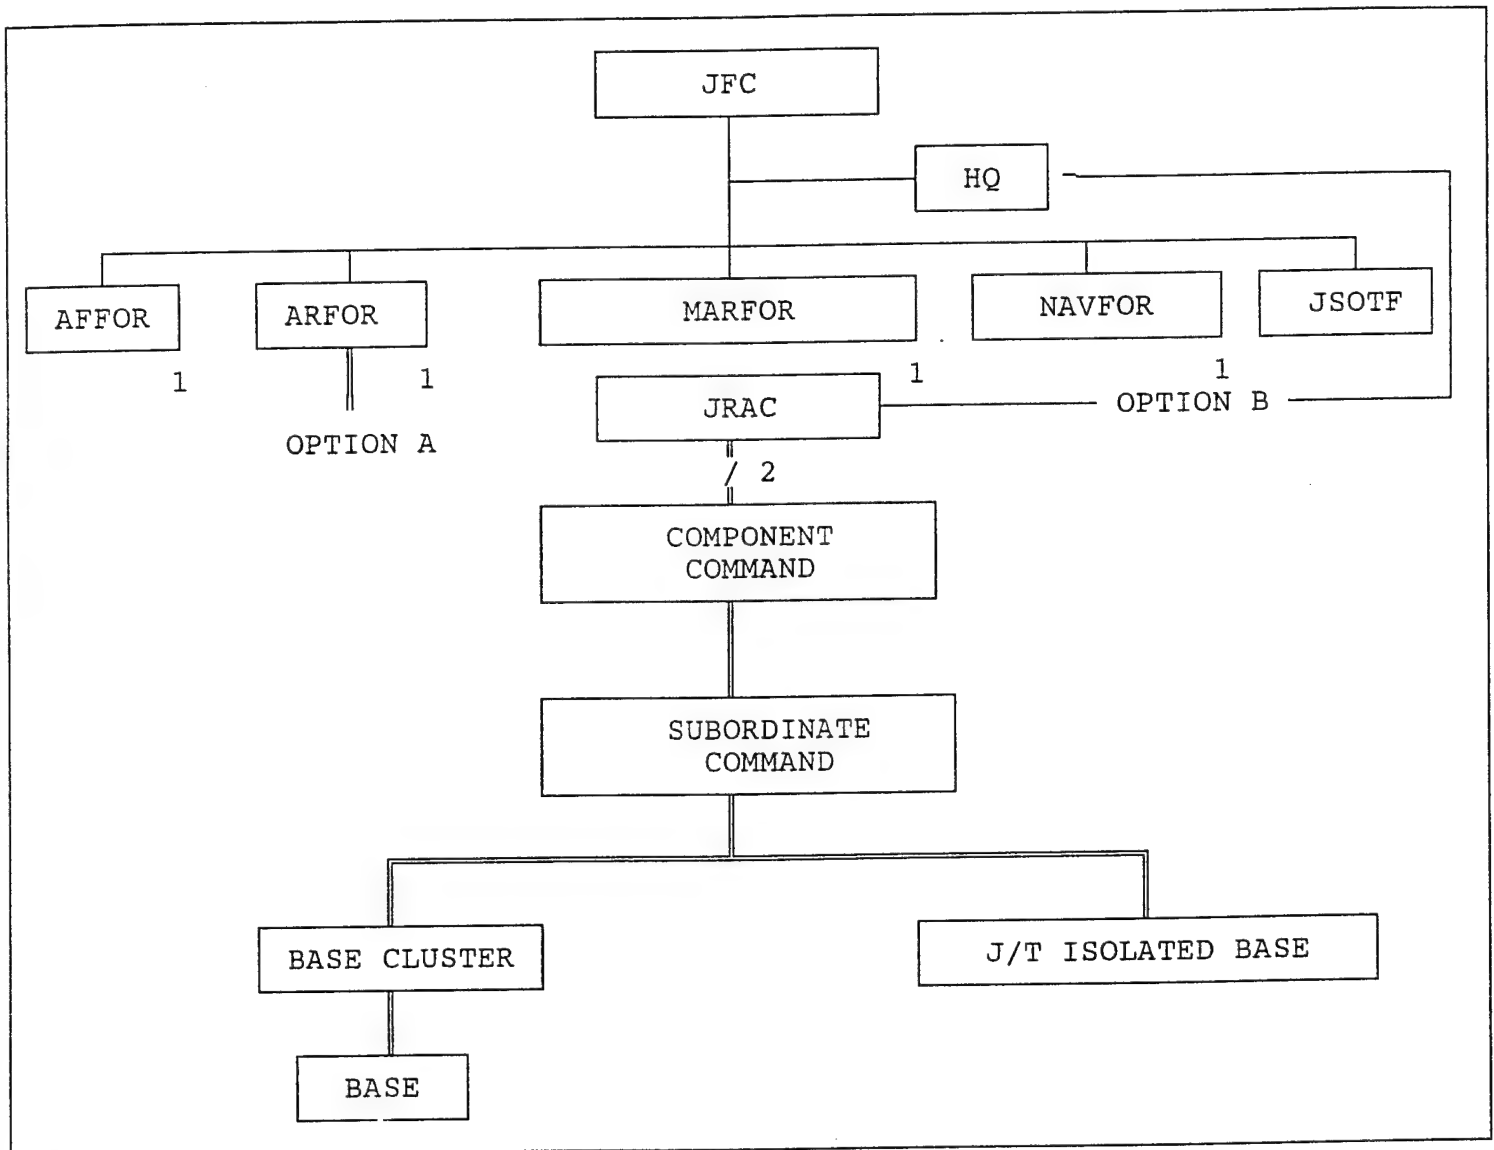 JFC
HQ
AFFOR
ARFOR
MARFOR
NAVFOR
JSOTF
1
1
1
1
JRAC
OPTION B
OPTION A
/ 2
COMPONENT
COMMAND
SUBORDINATE
COMMAND
BASE CLUSTER
J/T ISOLATED BASE
BASE